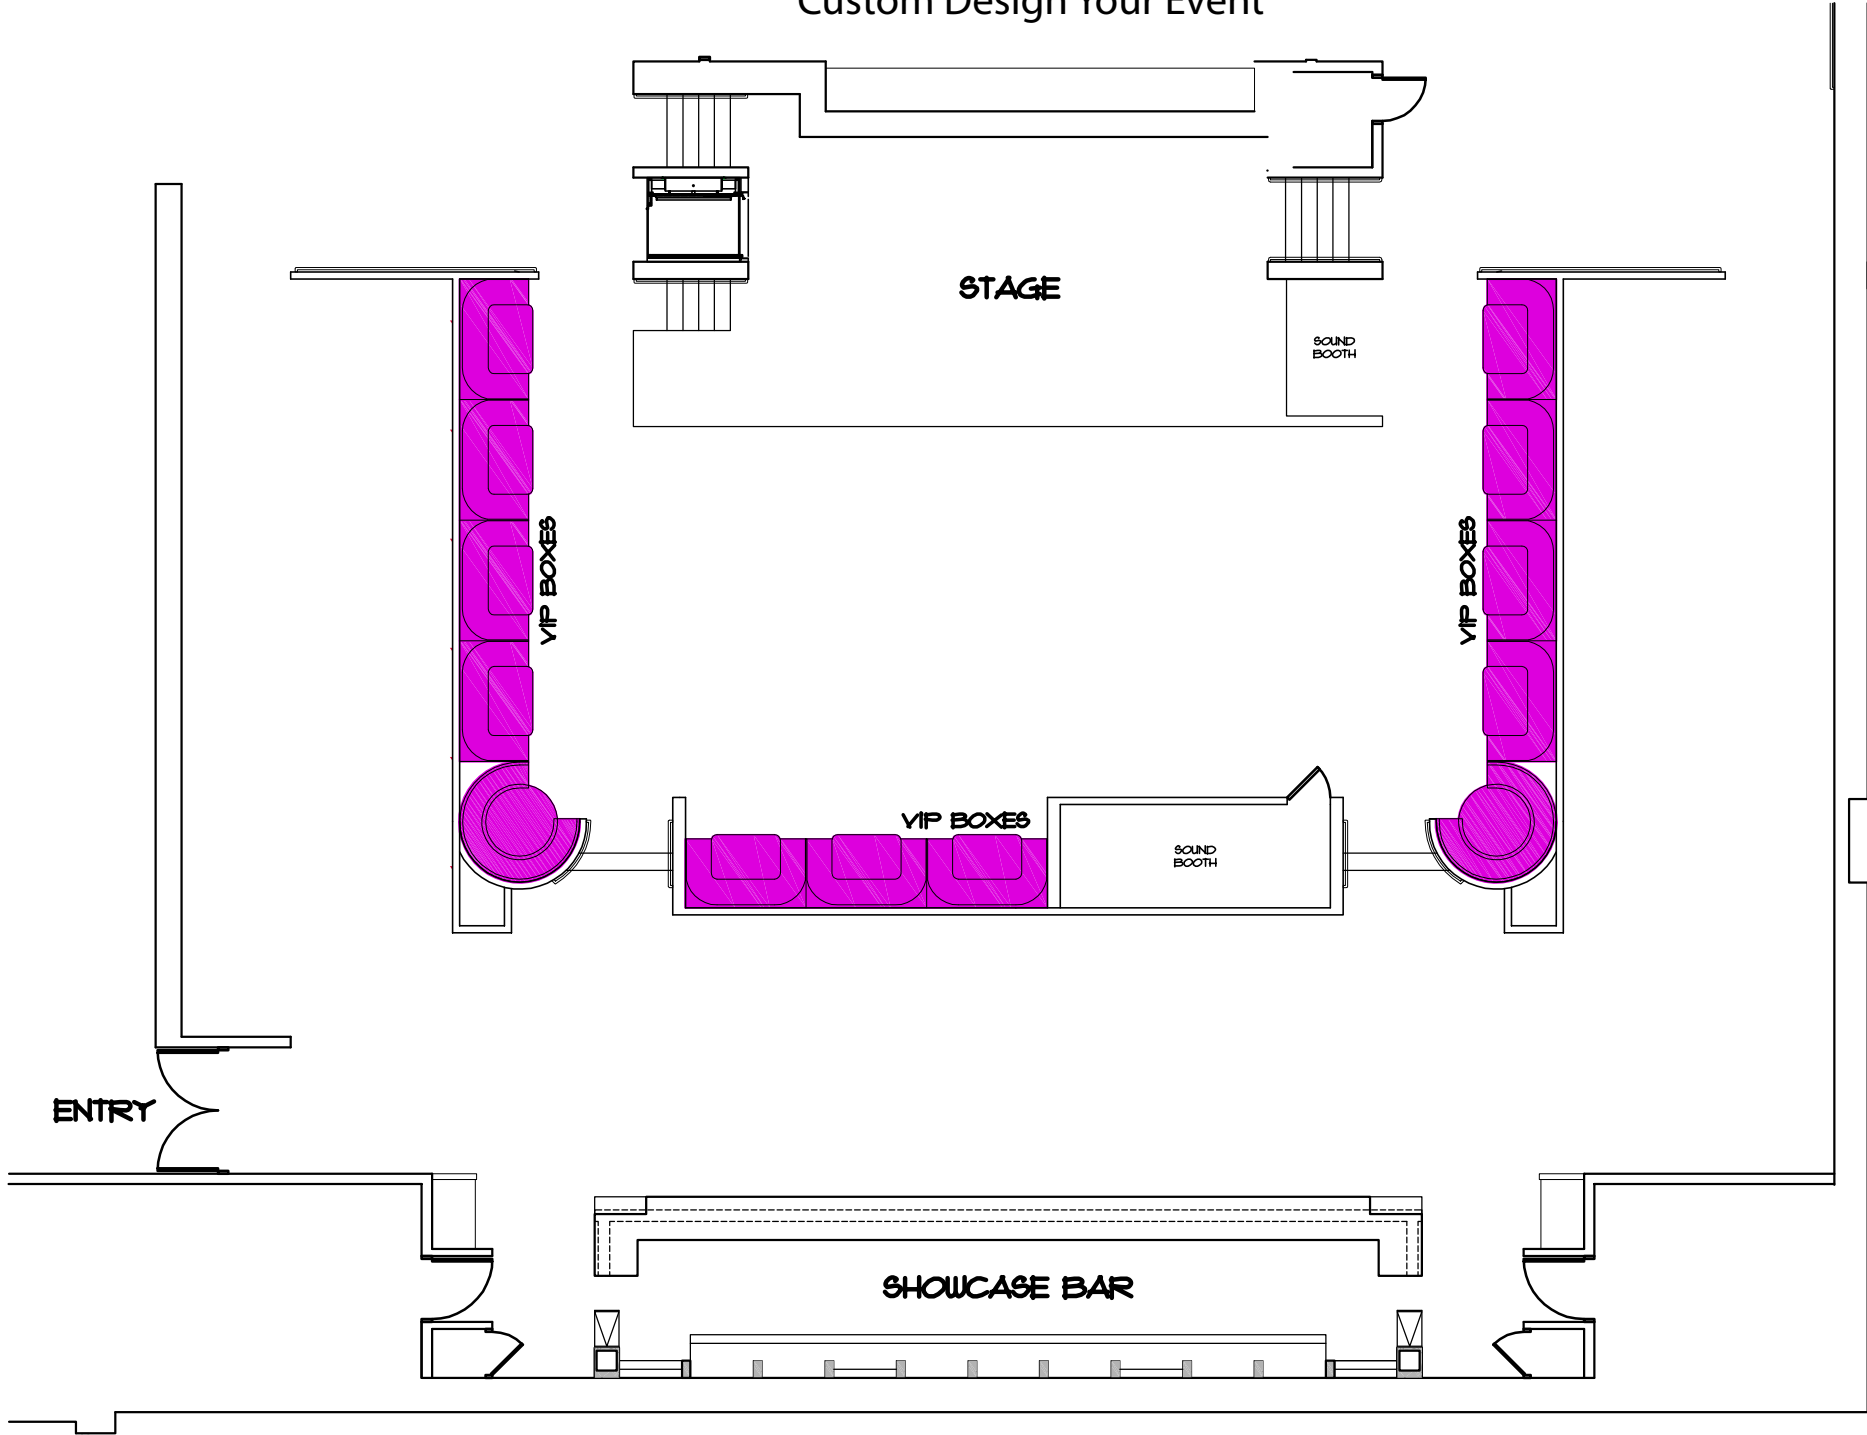 Custom Design Your Event
STAGE
SOUND
BOOTH
VIP BOXES
VIP BOXES
VIP BOXES
SOUND
BOOTH
ENTRY
SHOWCASE BAR